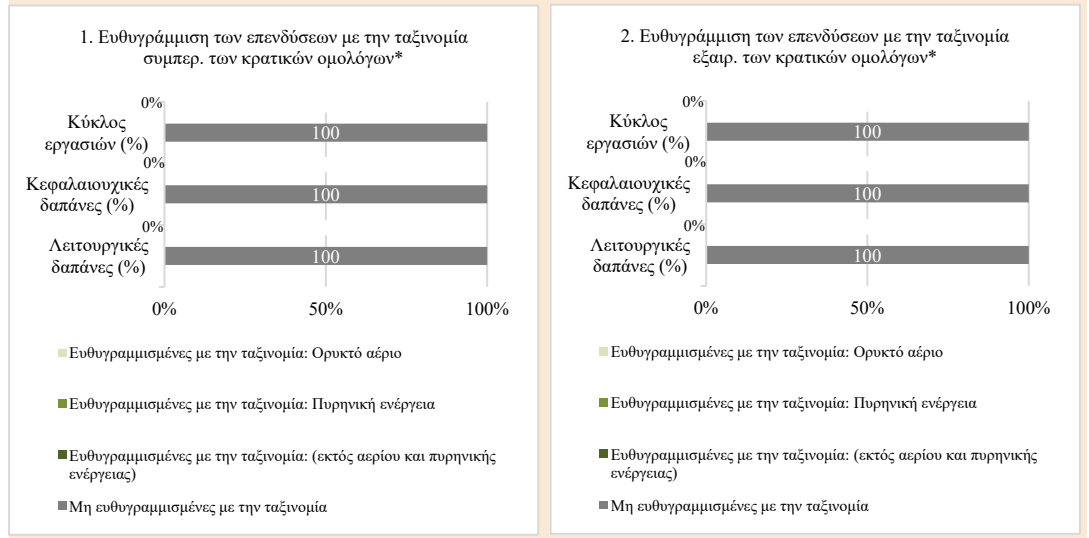 1. Ευθυγράμμιση των επενδύσεων με την ταξινομία
συμπερ. των κρατικών ομολόγων*
0%
Κύκλος
εργασιών (%)
100
0%
Κεφαλαιουχικές
δαπάνες (%)
100
0%
Λειτουργικές
δαπάνες (%)
100
0% 50% 100%
Ευθυγραμμισμένες με την ταξινομία: Ορυκτό αέριο
Ευθυγραμμισμένες με την ταξινομία: Πυρηνική ενέργεια
Ευθυγραμμισμένες με την ταξινομία: (εκτός αερίου και πυρηνικής
ενέργειας)
Μη ευθυγραμμισμένες με την ταξινομία
2. Ευθυγράμμιση των επενδύσεων με την ταξινομία
εξαιρ. των κρατικών ομολόγων*
0%
Κύκλος
εργασιών (%)
100
0%
Κεφαλαιουχικές
δαπάνες (%)
100
0%
Λειτουργικές
δαπάνες (%)
100
0% 50% 100%
Ευθυγραμμισμένες με την ταξινομία: Ορυκτό αέριο
Ευθυγραμμισμένες με την ταξινομία: Πυρηνική ενέργεια
Ευθυγραμμισμένες με την ταξινομία: (εκτός αερίου και πυρηνικής
ενέργειας)
Μη ευθυγραμμισμένες με την ταξινομία